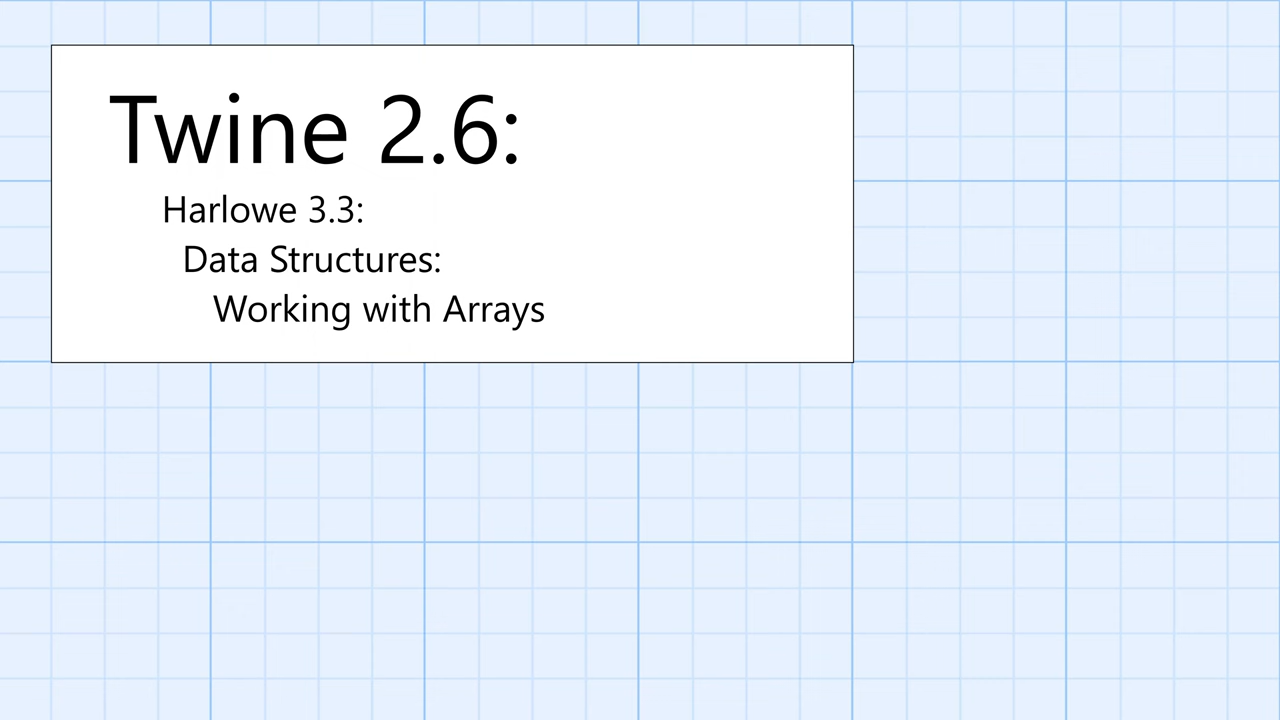 Twine 2.6:
Harlowe 3.3:
Data Structures:
Working with Arrays